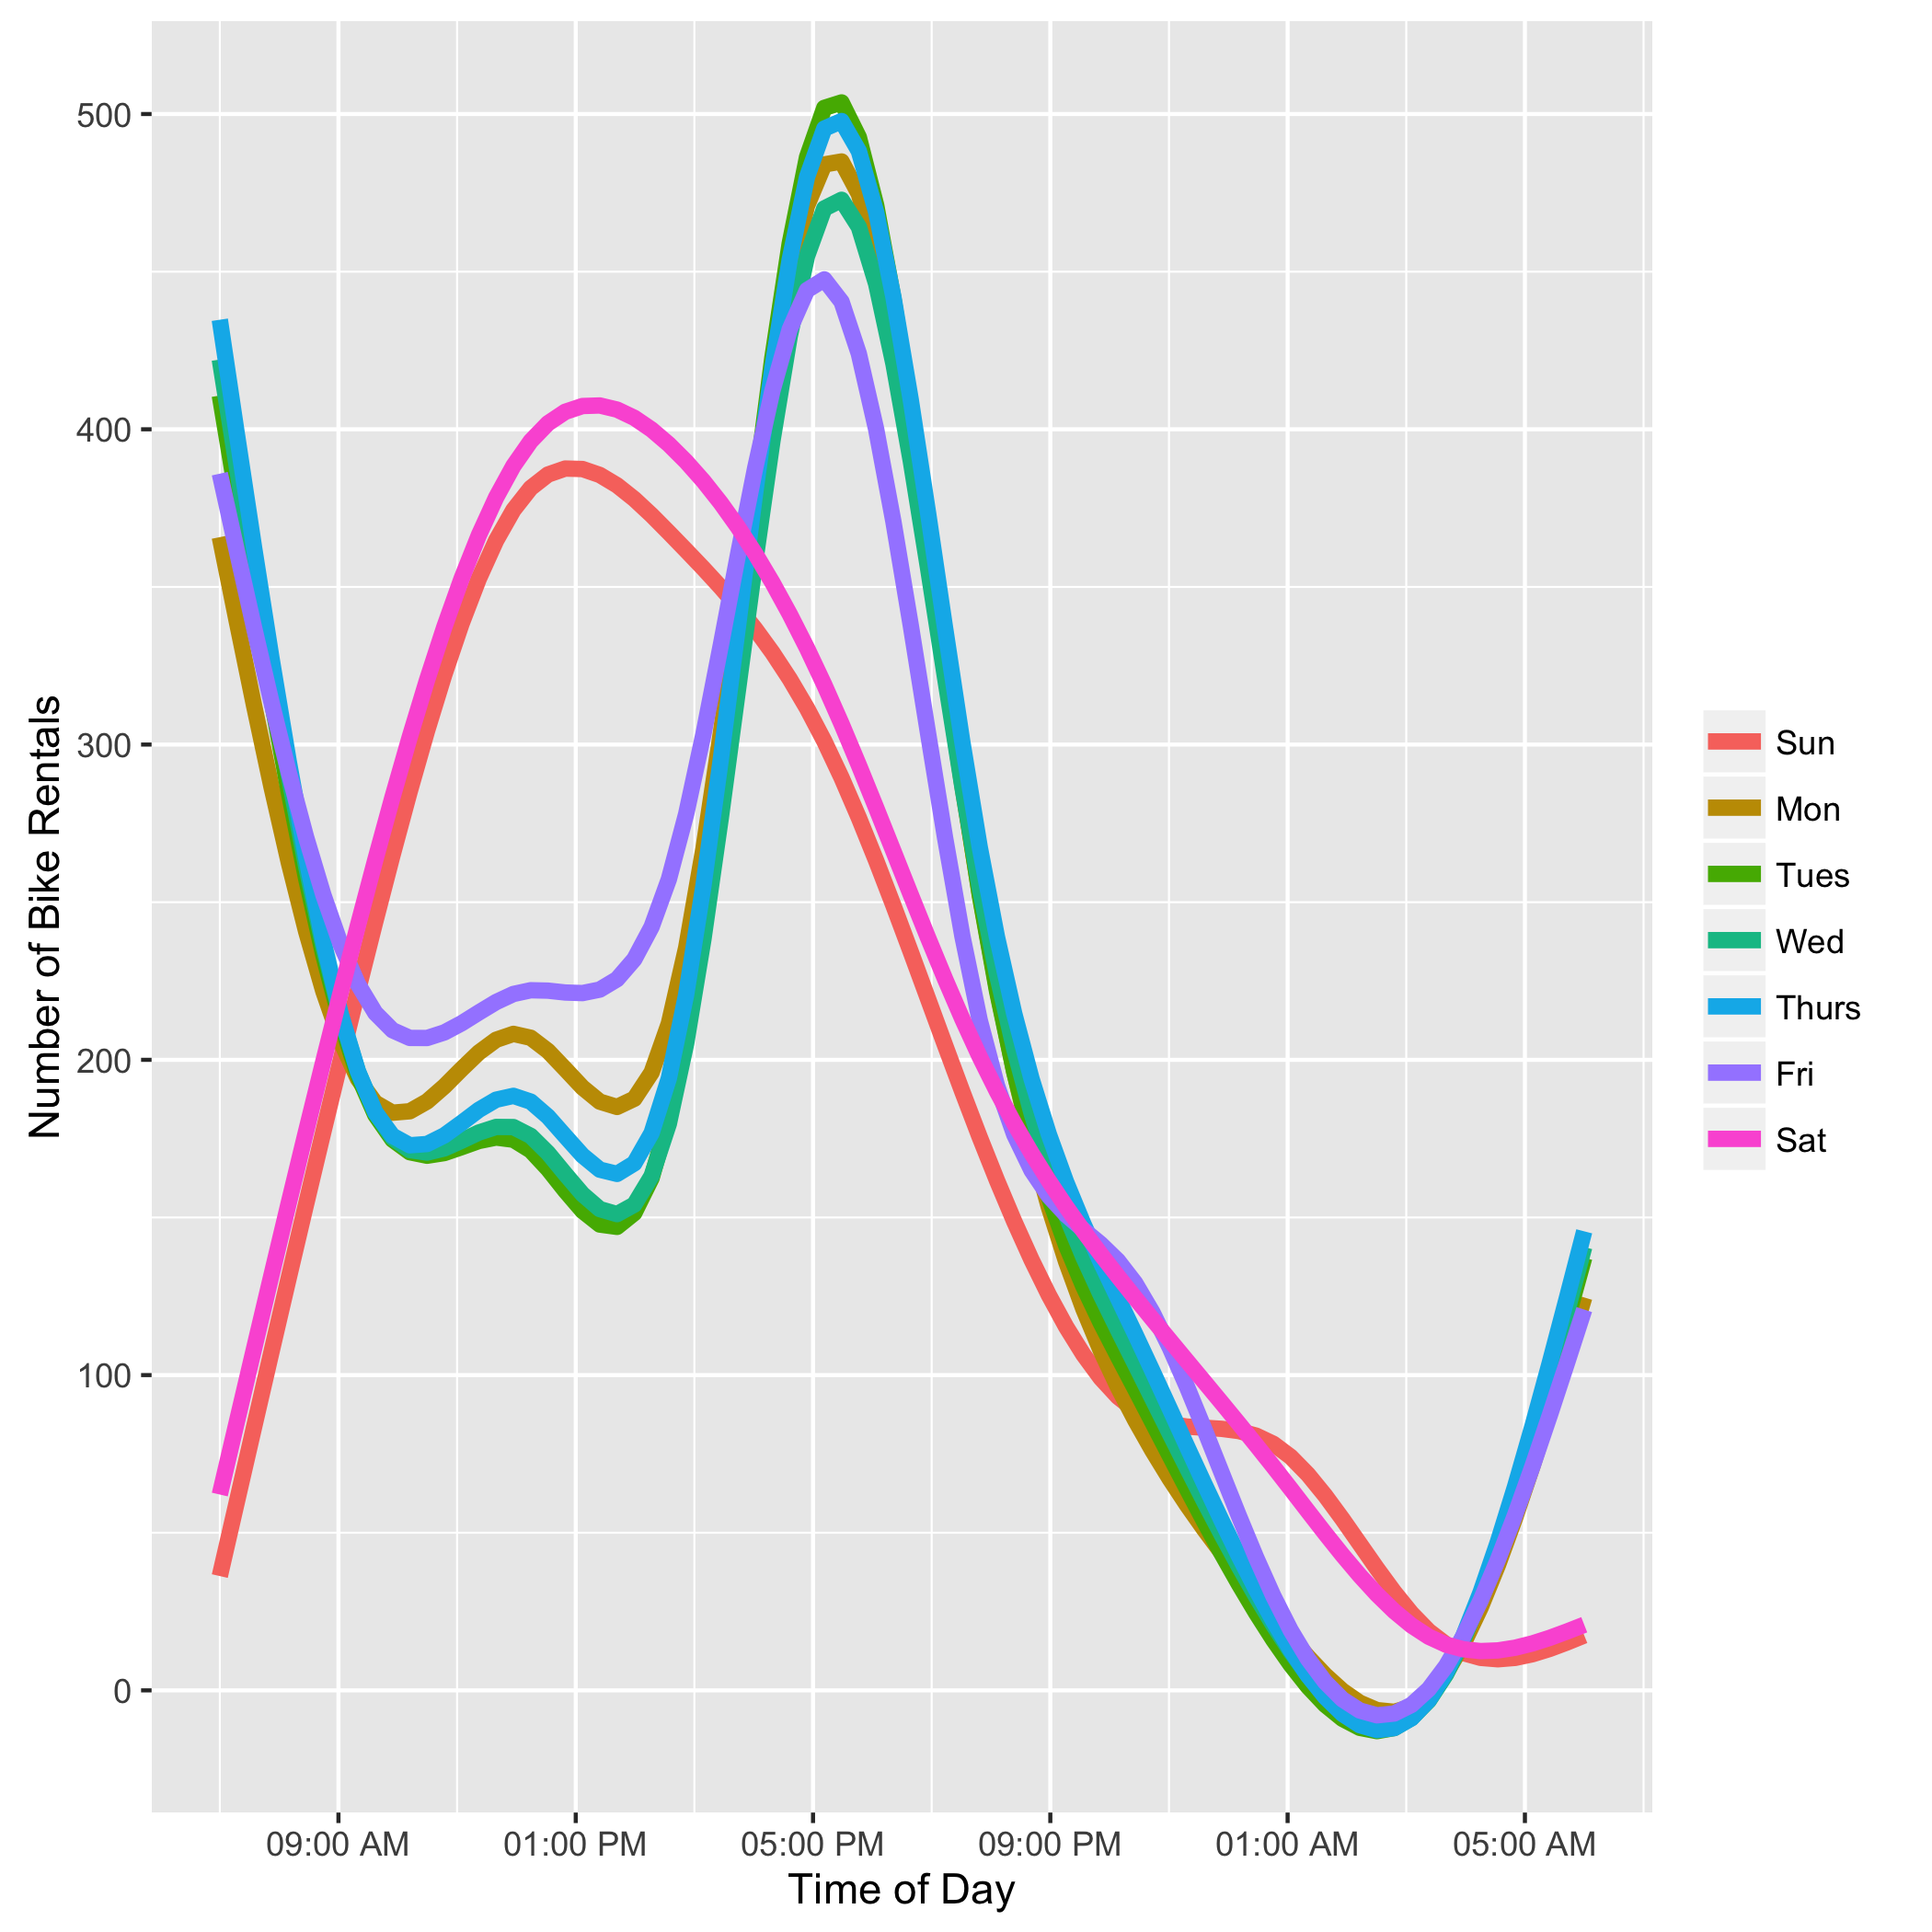 500
400
300
200
100
0
Number of Bike Rentals
09:00 AM 01:00 PM 05:00 PM 09:00 PM 01:00 AM 05:00 AM
Time of Day
Sun
Mon
Tues
Wed
Thurs
Fri
Sat